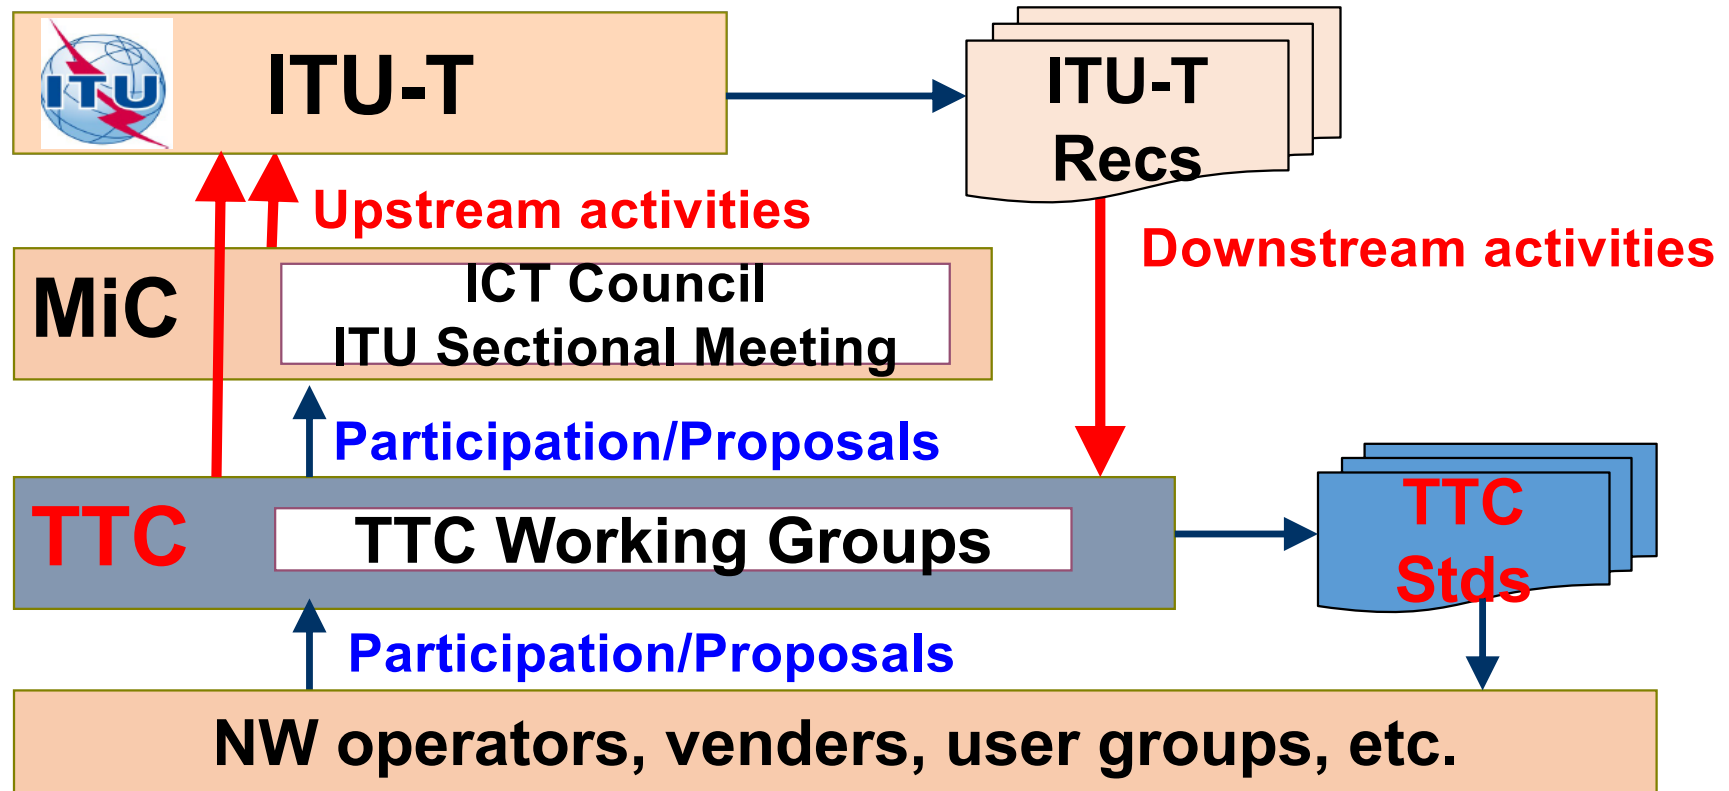 ITU
ITU-T
ITU-T
Recs
Upstream activities
Downstream activities
MiC
ICT Council
ITU Sectional Meeting
Participation/Proposals
TTC
TTC Working Groups
TTC
Stds
Participation/Proposals
NW operators, venders, user groups, etc.